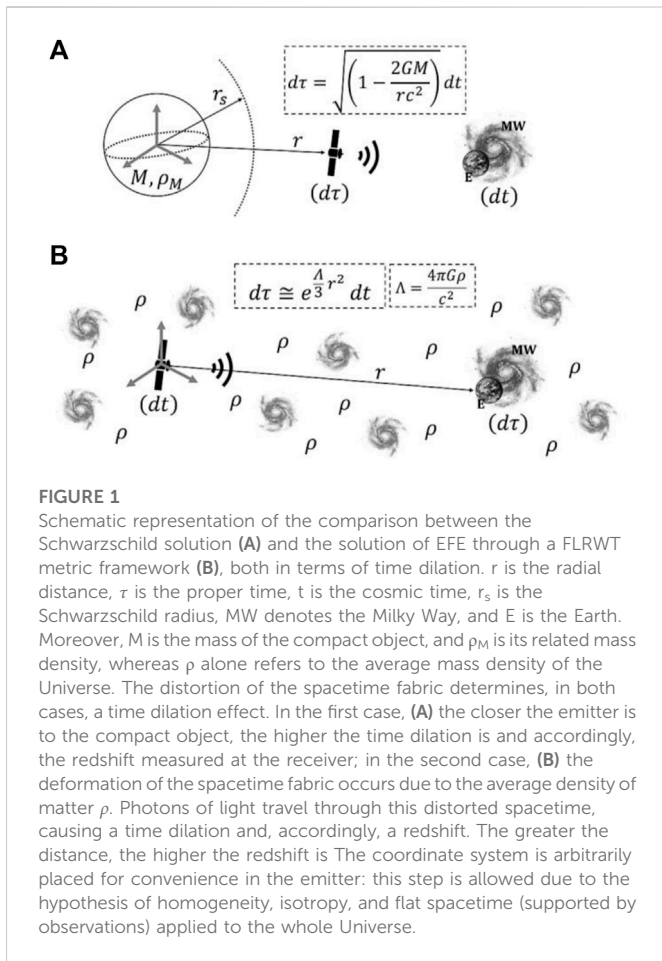 A
dτ = √(1 − 2GM/rc²) dt
r_s
MW
r
E
M, ρ_M
(dτ)
(dt)
B
dτ ≅ e^(Λ/3 r²) dt
Λ = 4πGρ/c²
ρ
ρ
ρ
ρ
ρ
MW
ρ
r
E
(dt)
ρ
ρ
(dτ)
ρ
ρ
ρ
FIGURE 1
Schematic representation of the comparison between the
Schwarzschild solution (A) and the solution of EFE through a FLRWT
metric framework (B), both in terms of time dilation. r is the radial
distance, τ is the proper time, t is the cosmic time, r_s is the
Schwarzschild radius, MW denotes the Milky Way, and E is the Earth.
Moreover, M is the mass of the compact object, and ρ_M is its related mass
density, whereas ρ alone refers to the average mass density of the
Universe. The distortion of the spacetime fabric determines, in both
cases, a time dilation effect. In the first case, (A) the closer the emitter is
to the compact object, the higher the time dilation is and accordingly,
the redshift measured at the receiver; in the second case, (B) the
deformation of the spacetime fabric occurs due to the average density of
matter ρ. Photons of light travel through this distorted spacetime,
causing a time dilation and, accordingly, a redshift. The greater the
distance, the higher the redshift is The coordinate system is arbitrarily
placed for convenience in the emitter: this step is allowed due to the
hypothesis of homogeneity, isotropy, and flat spacetime (supported by
observations) applied to the whole Universe.